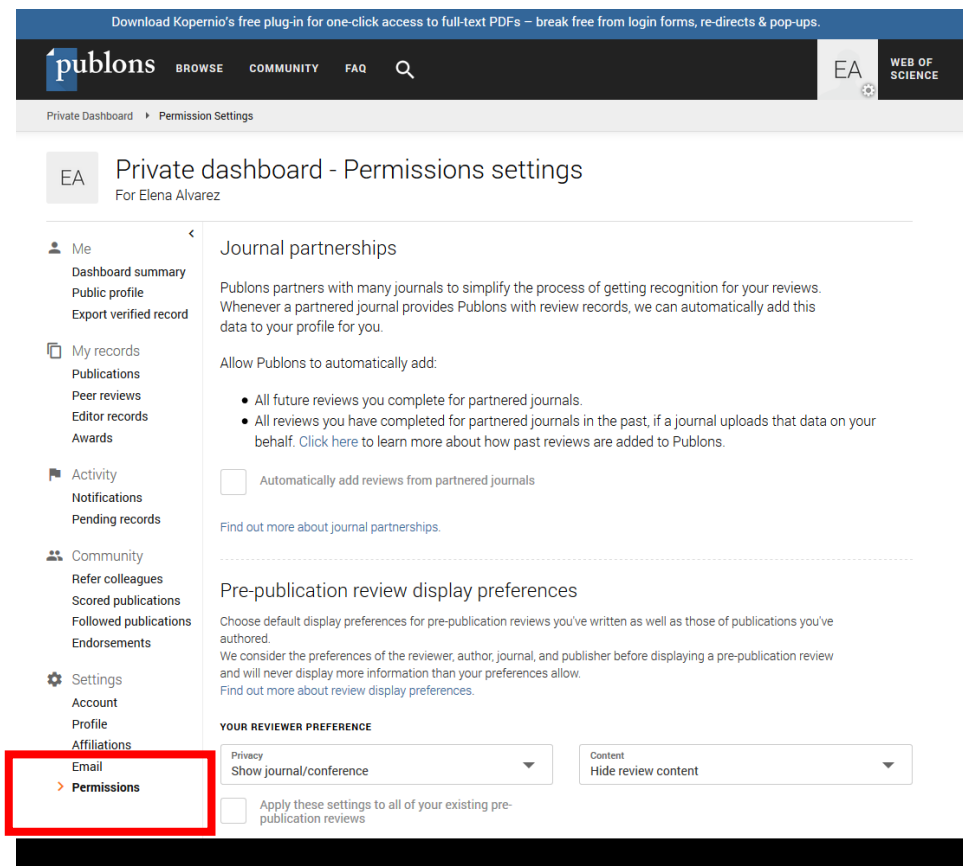 Download Kopernio's free plug-in for one-click access to full-text PDFs – break free from login forms, re-directs & pop-ups.
publons BROWSE COMMUNITY FAQ
EA
WEB OF
SCIENCE
Private Dashboard Permission Settings
EA
Private dashboard - Permissions settings
For Elena Alvarez
Me
Dashboard summary
Public profile
Export verified record
My records
Publications
Peer reviews
Editor records
Awards
Activity
Notifications
Pending records
Community
Refer colleagues
Scored publications
Followed publications
Endorsements
Settings
Account
Profile
Affiliations
Email
Permissions
Journal partnerships
Publons partners with many journals to simplify the process of getting recognition for your reviews.
Whenever a partnered journal provides Publons with review records, we can automatically add this
data to your profile for you.
Allow Publons to automatically add:
• All future reviews you complete for partnered journals.
• All reviews you have completed for partnered journals in the past, if a journal uploads that data on your
behalf. Click here to learn more about how past reviews are added to Publons.
Automatically add reviews from partnered journals
Find out more about journal partnerships.
Pre-publication review display preferences
Choose default display preferences for pre-publication reviews you've written as well as those of publications you've
authored.
We consider the preferences of the reviewer, author, journal, and publisher before displaying a pre-publication review
and will never display more information than your preferences allow.
Find out more about review display preferences.
YOUR REVIEWER PREFERENCE
Privacy
Show journal/conference
Content
Hide review content
Apply these settings to all of your existing pre-
publication reviews